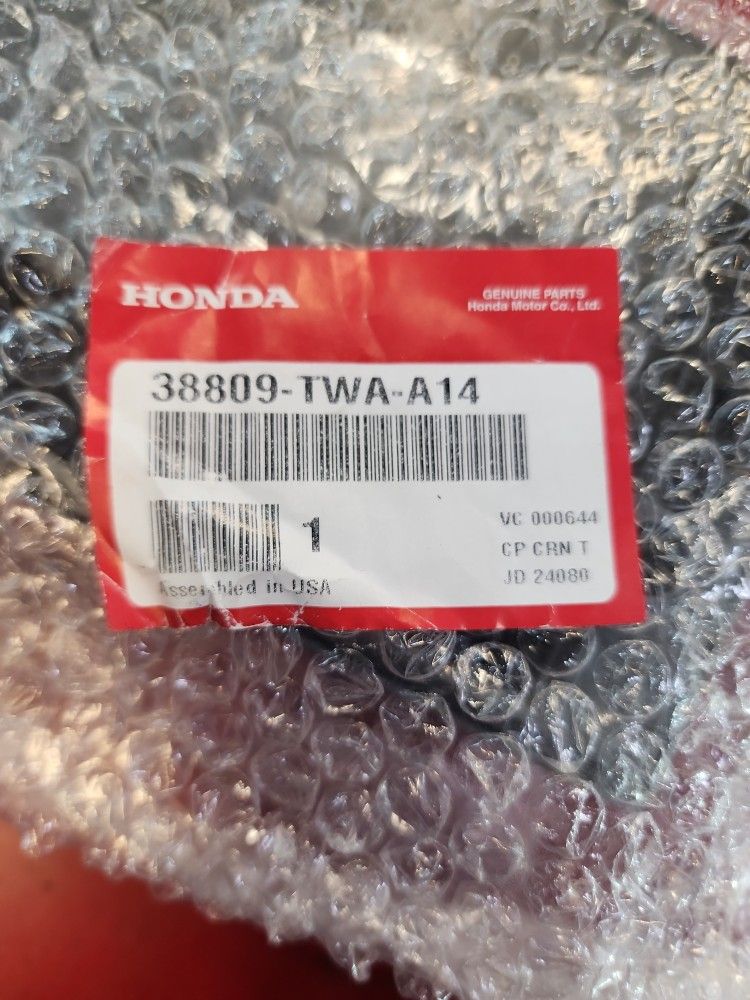 HONDA
GENUINE PARTS
Honda Motor Co., Ltd.
38809-TWA-A14
1
VC 000644
CP CRN T
JD 24080
Assembled in USA